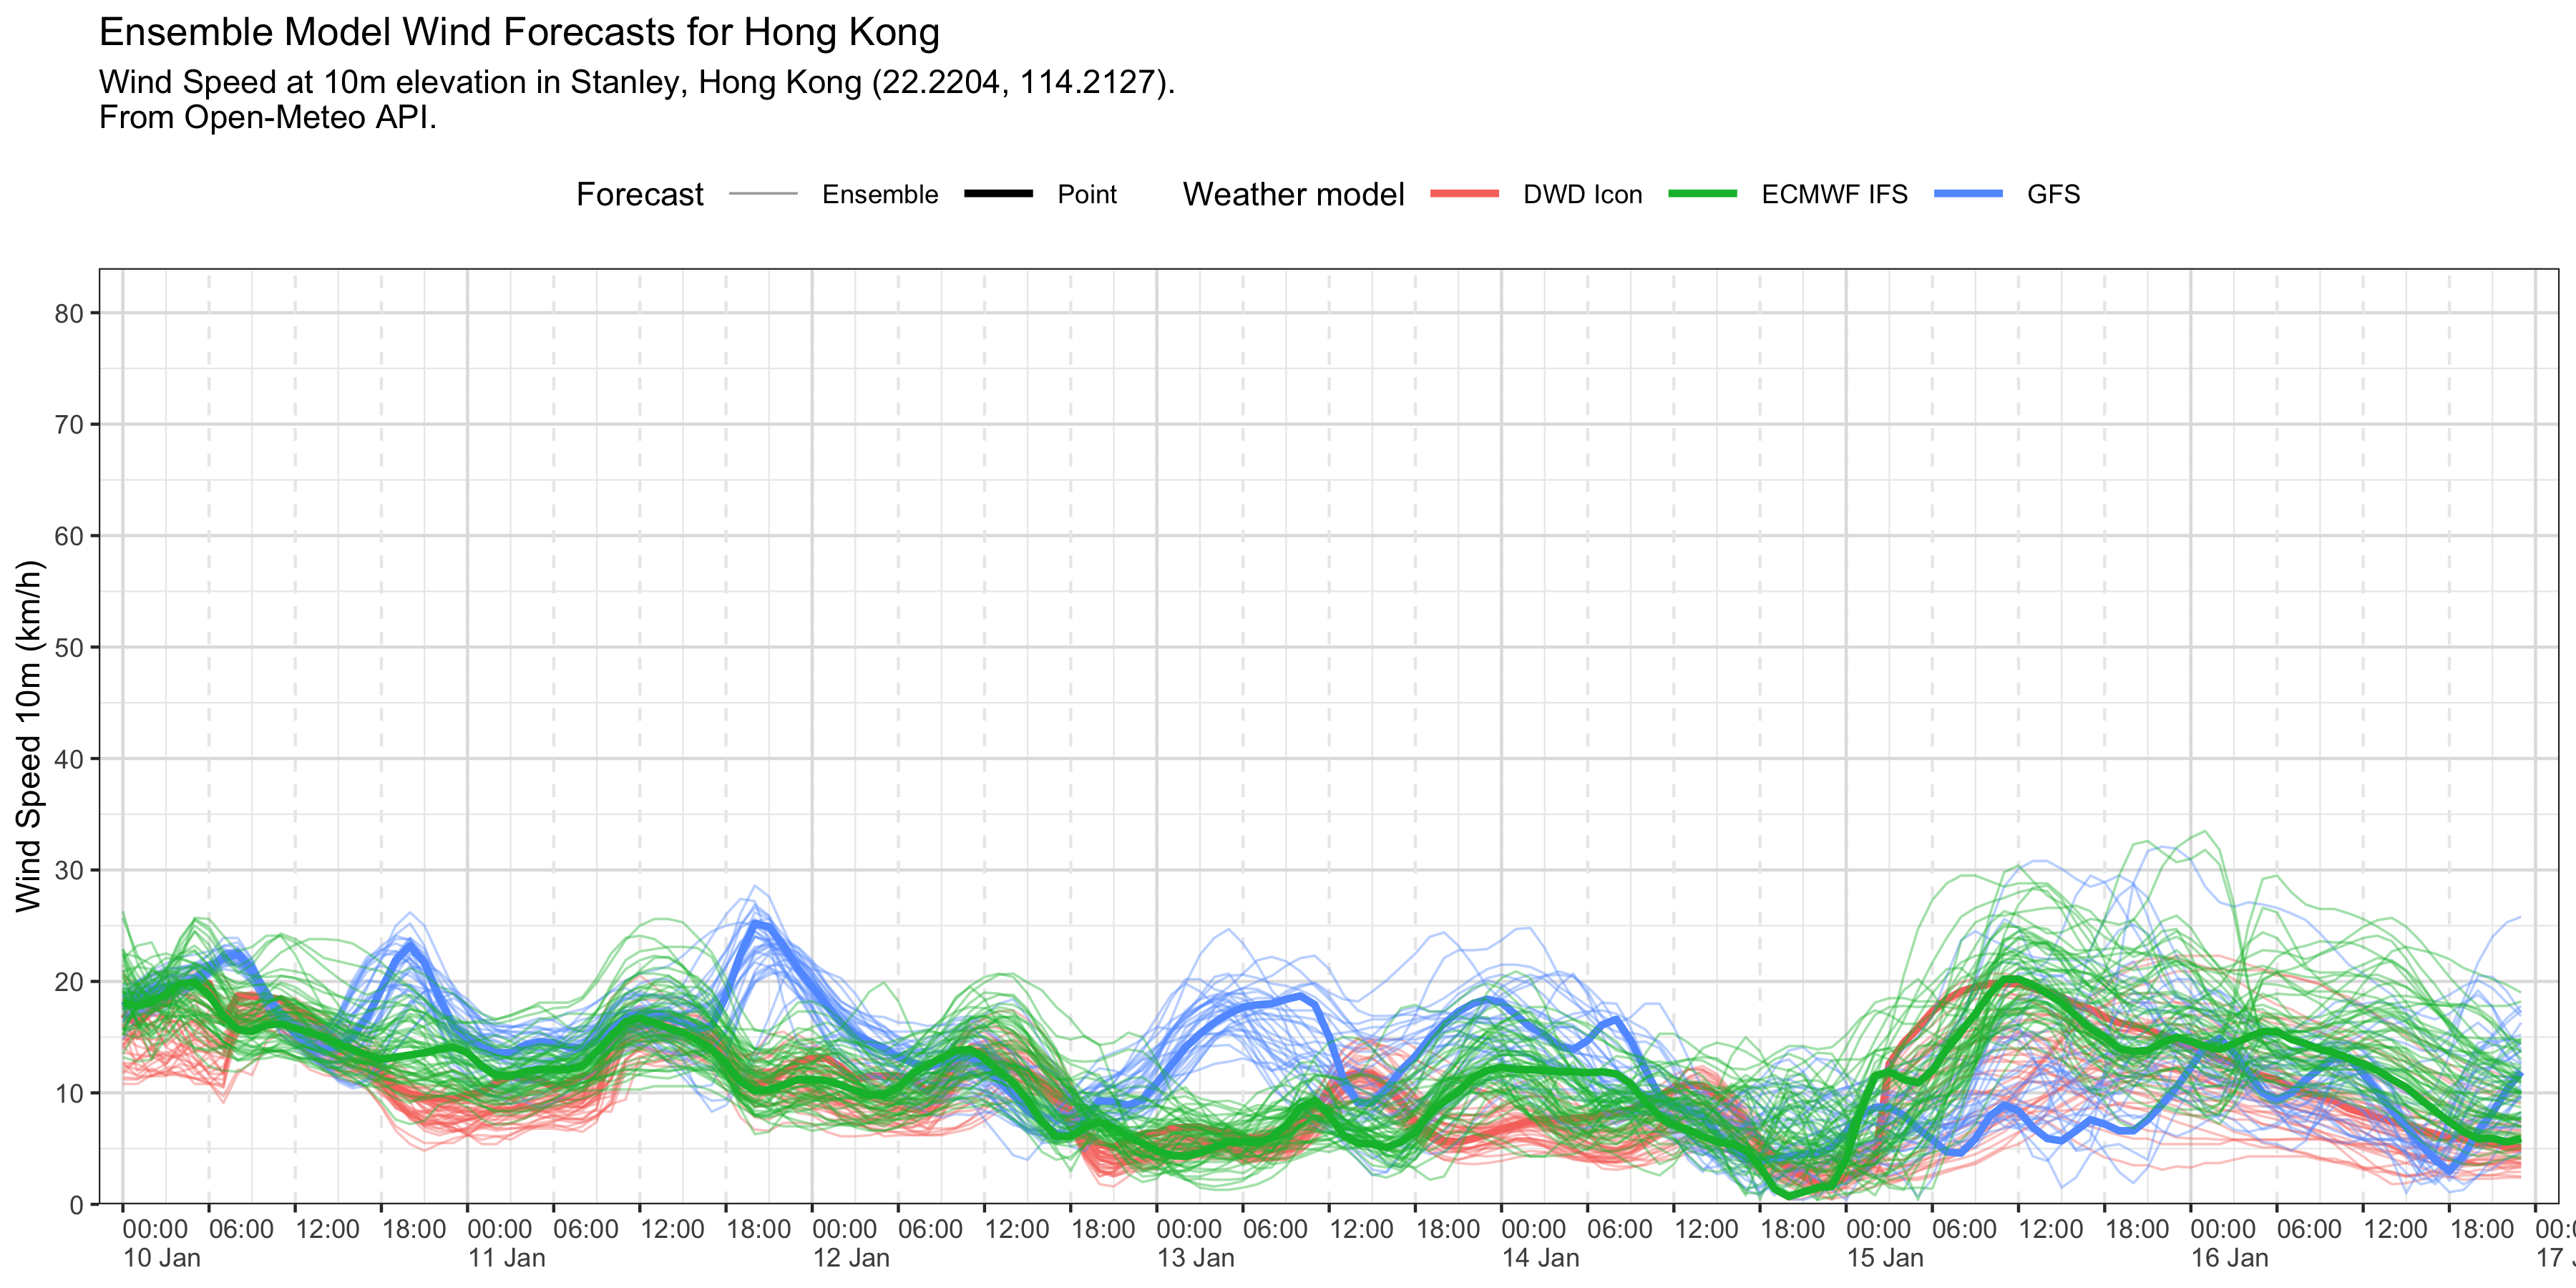 Ensemble Model Wind Forecasts for Hong Kong
Wind Speed at 10m elevation in Stanley, Hong Kong (22.2204, 114.2127).
From Open-Meteo API.
Forecast Ensemble Point Weather model DWD Icon ECMWF IFS GFS
Wind Speed 10m (km/h)
80
70
60
50
40
30
20
10
0
00:00 06:00 12:00 18:00 00:00 06:00 12:00 18:00 00:00 06:00 12:00 18:00 00:00 06:00 12:00 18:00 00:00 06:00 12:00 18:00 00:00 06:00 12:00 18:00 00:00 06:00 12:00 18:00
10 Jan 11 Jan 12 Jan 13 Jan 14 Jan 15 Jan 16 Jan 17